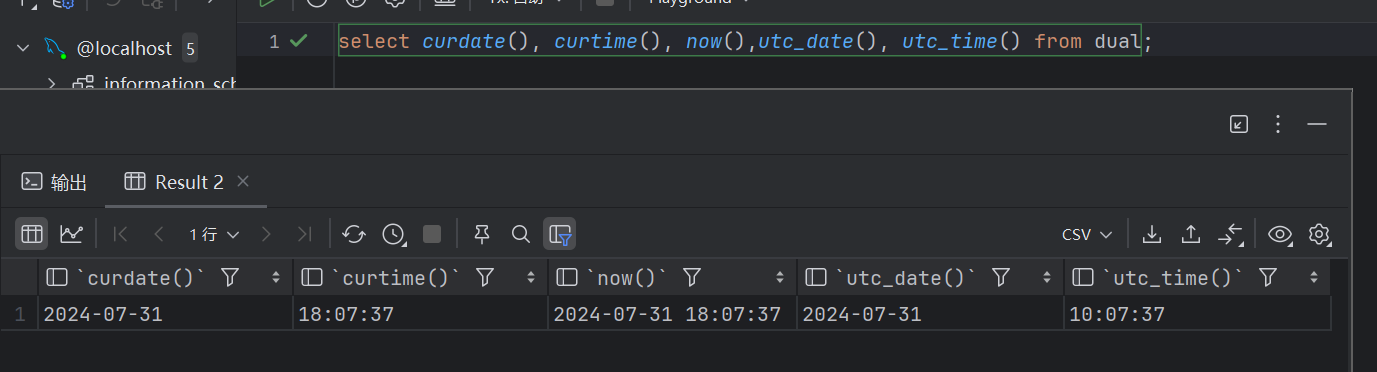 Tx: 自动
Playground
@localhost 5
1 select curdate(), curtime(), now(),utc_date(), utc_time() from dual;
information_sch
输出 Result 2
1 行 CSV
`curdate()` `curtime()` `now()` `utc_date()` `utc_time()`
1 2024-07-31 18:07:37 2024-07-31 18:07:37 2024-07-31 10:07:37